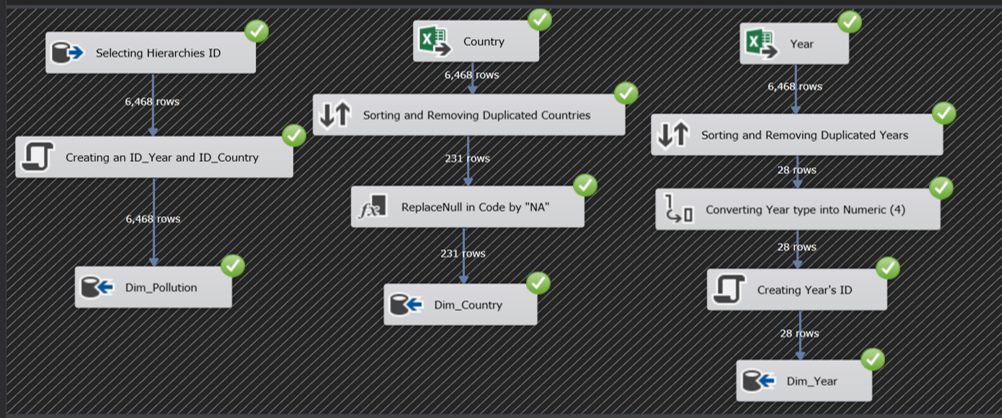 Selecting Hierarchies ID
6,468 rows
Creating an ID_Year and ID_Country
6,468 rows
Dim_Pollution
Country
6,468 rows
Sorting and Removing Duplicated Countries
231 rows
ReplaceNull in Code by "NA"
231 rows
Dim_Country
Year
6,468 rows
Sorting and Removing Duplicated Years
28 rows
Converting Year type into Numeric (4)
28 rows
Creating Year's ID
28 rows
Dim_Year